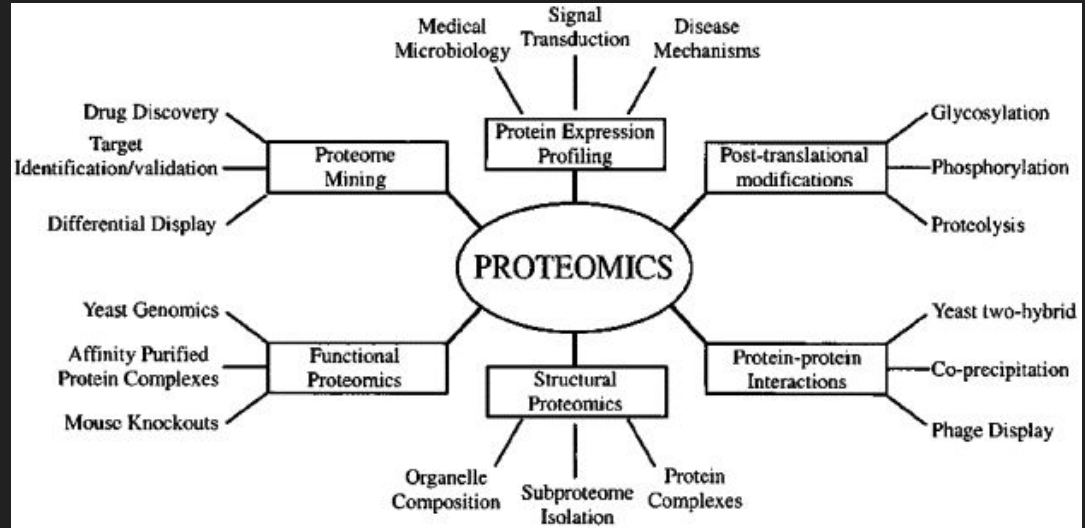 Medical
Microbiology
Signal
Transduction
Disease
Mechanisms
Protein Expression
Profiling
Drug Discovery
Target
Identification/validation
Differential Display
Proteome
Mining
Post-translational
modifications
Glycosylation
Phosphorylation
Proteolysis
PROTEOMICS
Yeast Genomics
Affinity Purified
Protein Complexes
Mouse Knockouts
Functional
Proteomics
Structural
Proteomics
Organelle
Composition
Subproteome
Isolation
Protein
Complexes
Protein-protein
Interactions
Yeast two-hybrid
Co-precipitation
Phage Display